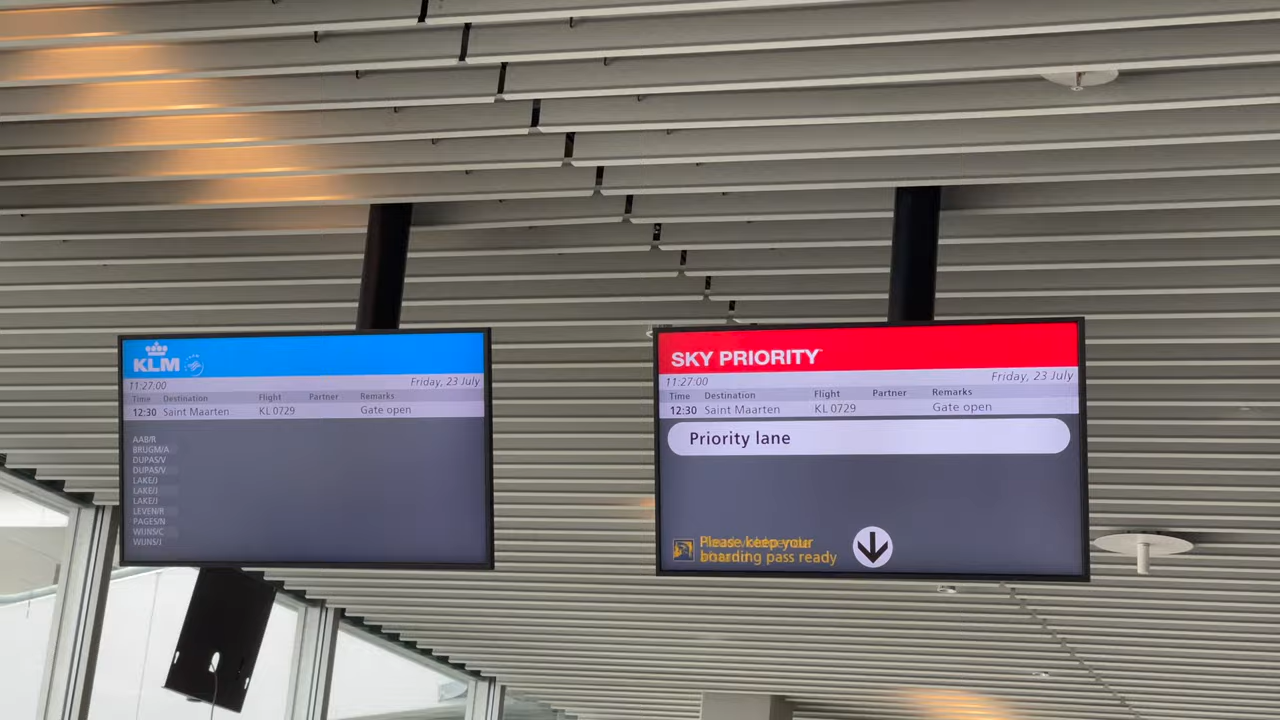 KLM
11:27:00 Friday, 23 July
Time Destination Flight Partner Remarks
12:30 Saint Maarten KL 0729 Gate open
AAB/R
BRUGM/A
DUPAS/V
DUPAS/V
LAKE/J
LAKE/J
LAKE/J
LEVEN/R
PAGES/N
WIJNS/C
WIJNS/J
SKY PRIORITY
11:27:00 Friday, 23 July
Time Destination Flight Partner Remarks
12:30 Saint Maarten KL 0729 Gate open
Priority lane
Please keep your
boarding pass ready